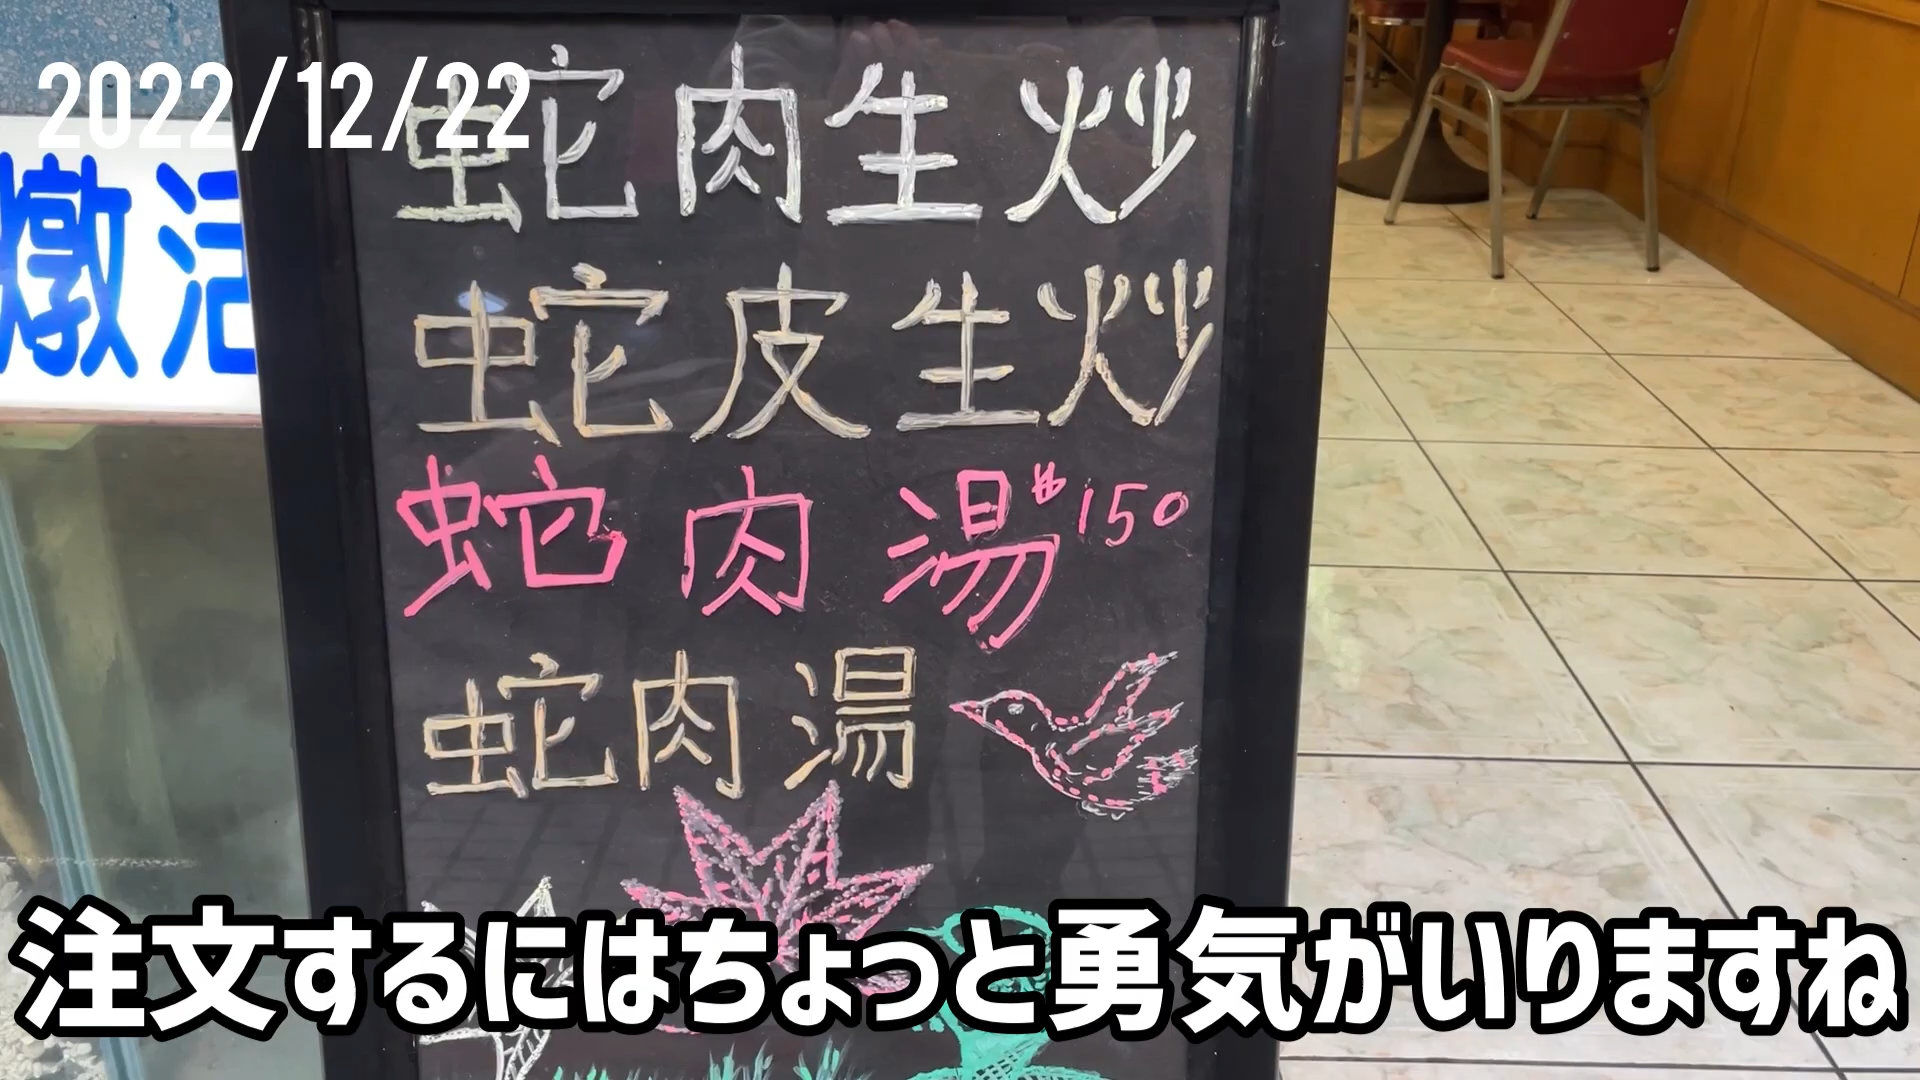 2022/12/22
蛇肉生炒
燉活
蛇皮生炒
蛇肉湯 #150
蛇肉湯
注文するにはちょっと勇気がいりますね